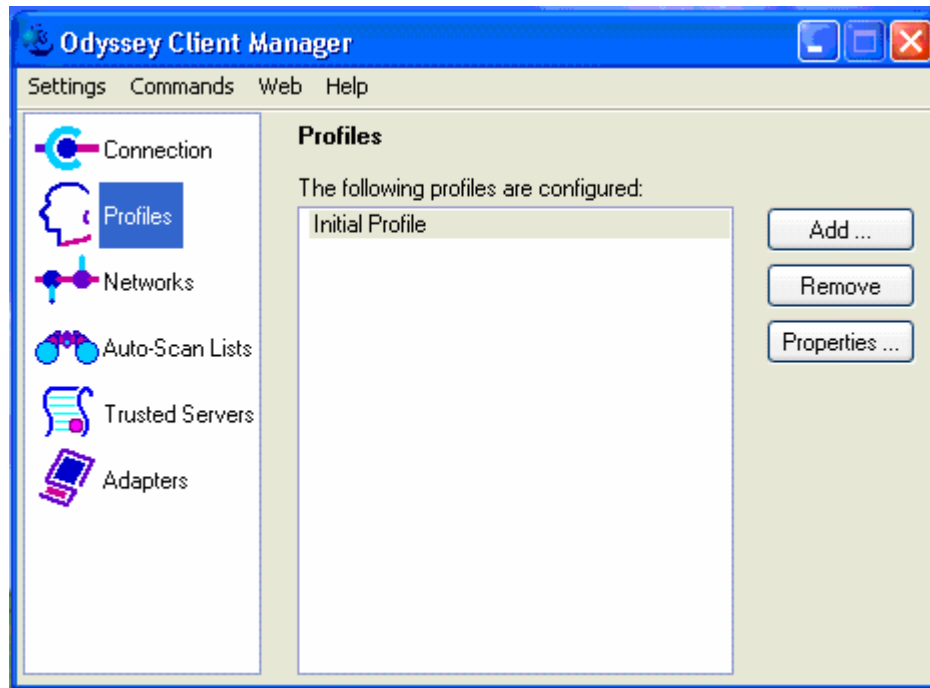 Odyssey Client Manager
Settings Commands Web Help
Connection
Profiles
Networks
Auto-Scan Lists
Trusted Servers
Adapters
Profiles
The following profiles are configured:
Initial Profile
Add ...
Remove
Properties ...